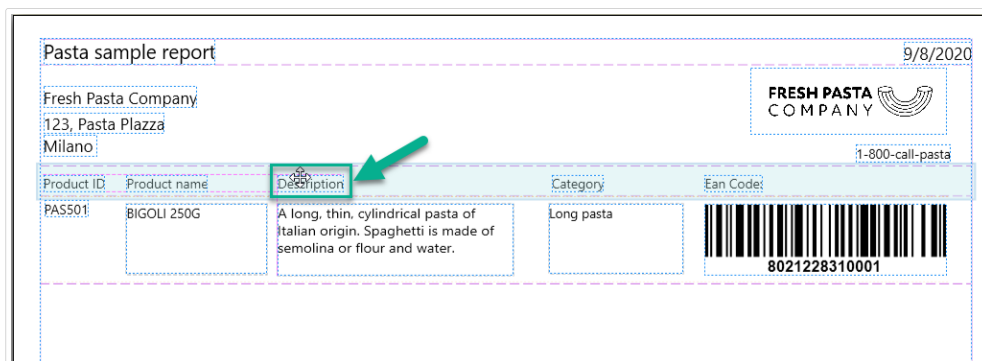 Pasta sample report
9/8/2020
Fresh Pasta Company
123, Pasta Plazza
Milano
FRESH PASTA
COMPANY
1-800-call-pasta
Product ID Product name Description Category Ean Code:
PAS501 BIGOLI 250G A long, thin, cylindrical pasta of Long pasta
Italian origin. Spaghetti is made of
semolina or flour and water.
8021228310001